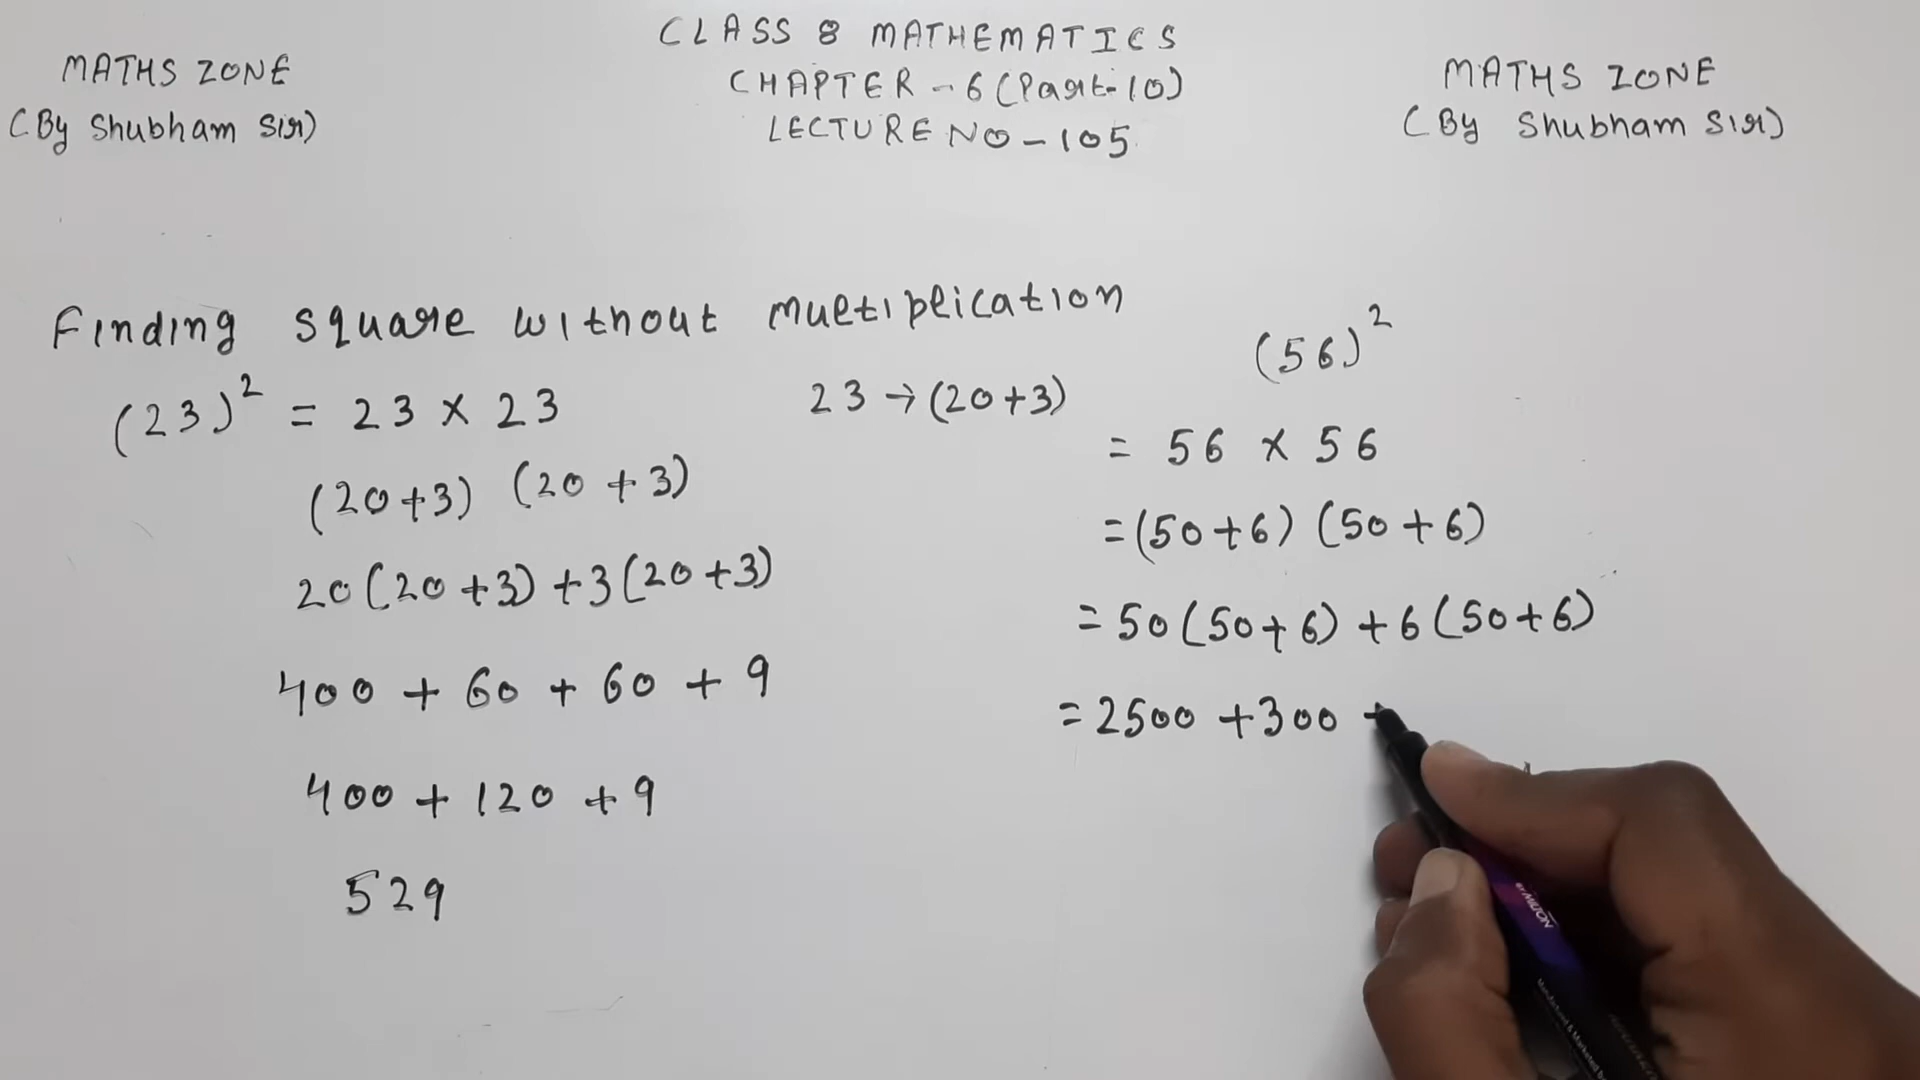 CLASS 8 MATHEMATICS
CHAPTER - 6 (Part-10)
LECTURE NO - 105
MATHS ZONE
(By Shubham Sir)
MATHS ZONE
(By Shubham Sir)
Finding square without multiplication
(23)² = 23 × 23
23 → (20+3)
(20+3) (20+3)
20(20+3) + 3(20+3)
400 + 60 + 60 + 9
400 + 120 + 9
529
(56)²
= 56 × 56
= (50+6) (50+6)
= 50(50+6) + 6(50+6)
= 2500 + 300 +
BY MILTON